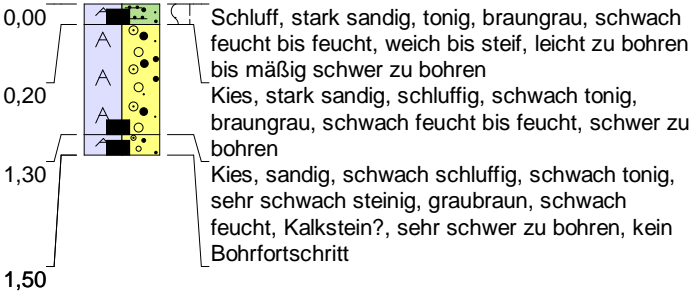 0,00
Schluff, stark sandig, tonig, braungrau, schwach
feucht bis feucht, weich bis steif, leicht zu bohren
bis mäßig schwer zu bohren
0,20
Kies, stark sandig, schluffig, schwach tonig,
braungrau, schwach feucht bis feucht, schwer zu
bohren
1,30
Kies, sandig, schwach schluffig, schwach tonig,
sehr schwach steinig, graubraun, schwach
feucht, Kalkstein?, sehr schwer zu bohren, kein
Bohrfortschritt
1,50